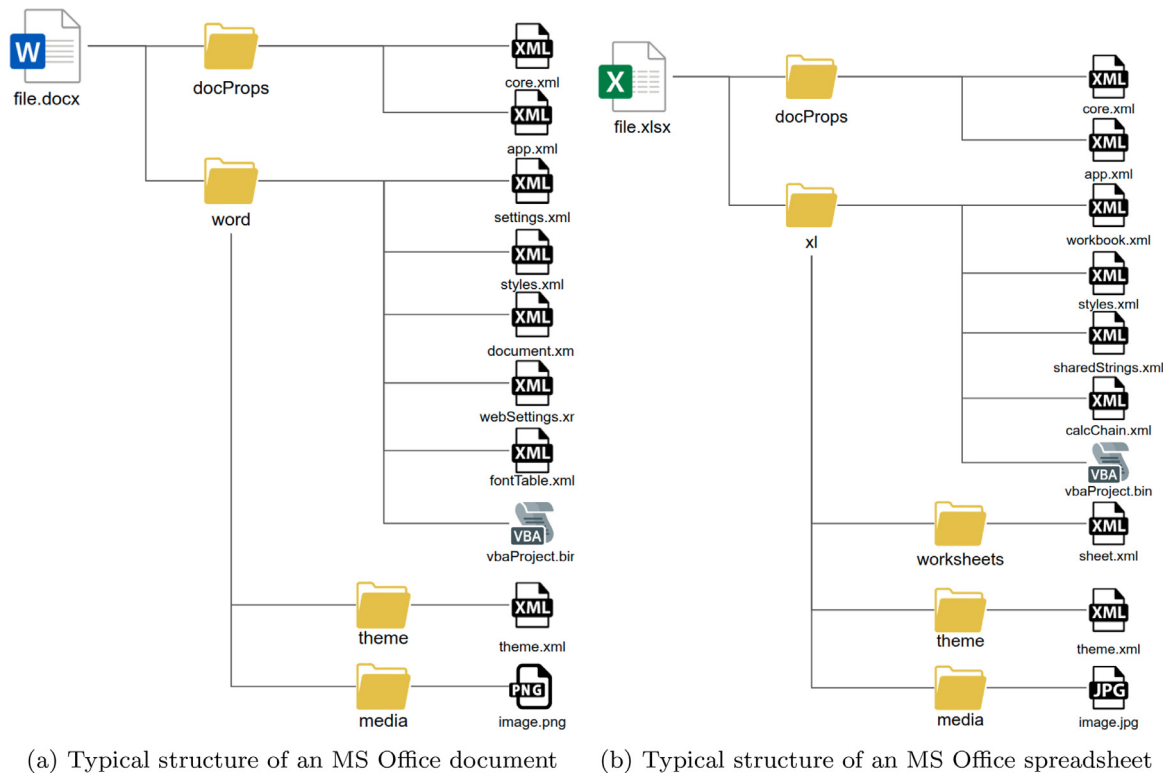 W
file.docx
docProps
XML
core.xml
XML
app.xml
word
XML
settings.xml
XML
styles.xml
XML
document.xm
XML
webSettings.xr
XML
fontTable.xml
VBA
vbaProject.bin
theme
XML
theme.xml
media
PNG
image.png
(a) Typical structure of an MS Office document
X
file.xlsx
docProps
XML
core.xml
XML
app.xml
xl
XML
workbook.xml
XML
styles.xml
XML
sharedStrings.xml
XML
calcChain.xml
VBA
vbaProject.bin
worksheets
XML
sheet.xml
theme
XML
theme.xml
media
JPG
image.jpg
(b) Typical structure of an MS Office spreadsheet